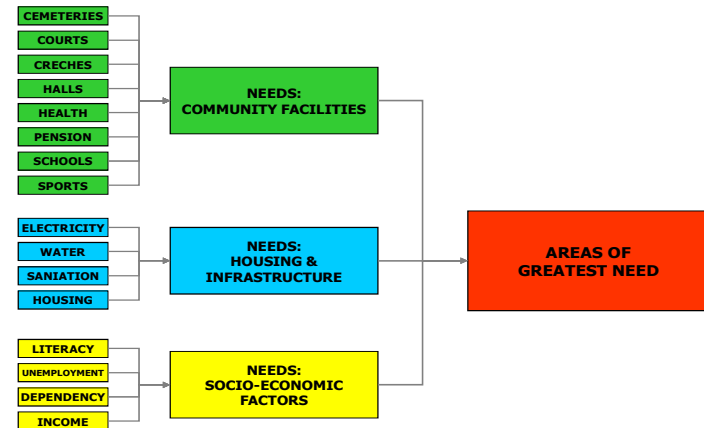 CEMETERIES
COURTS
CRECHES
HALLS
HEALTH
PENSION
SCHOOLS
SPORTS
NEEDS:
COMMUNITY FACILITIES
ELECTRICITY
WATER
SANIATION
HOUSING
NEEDS:
HOUSING &
INFRASTRUCTURE
LITERACY
UNEMPLOYMENT
DEPENDENCY
INCOME
NEEDS:
SOCIO-ECONOMIC
FACTORS
AREAS OF
GREATEST NEED